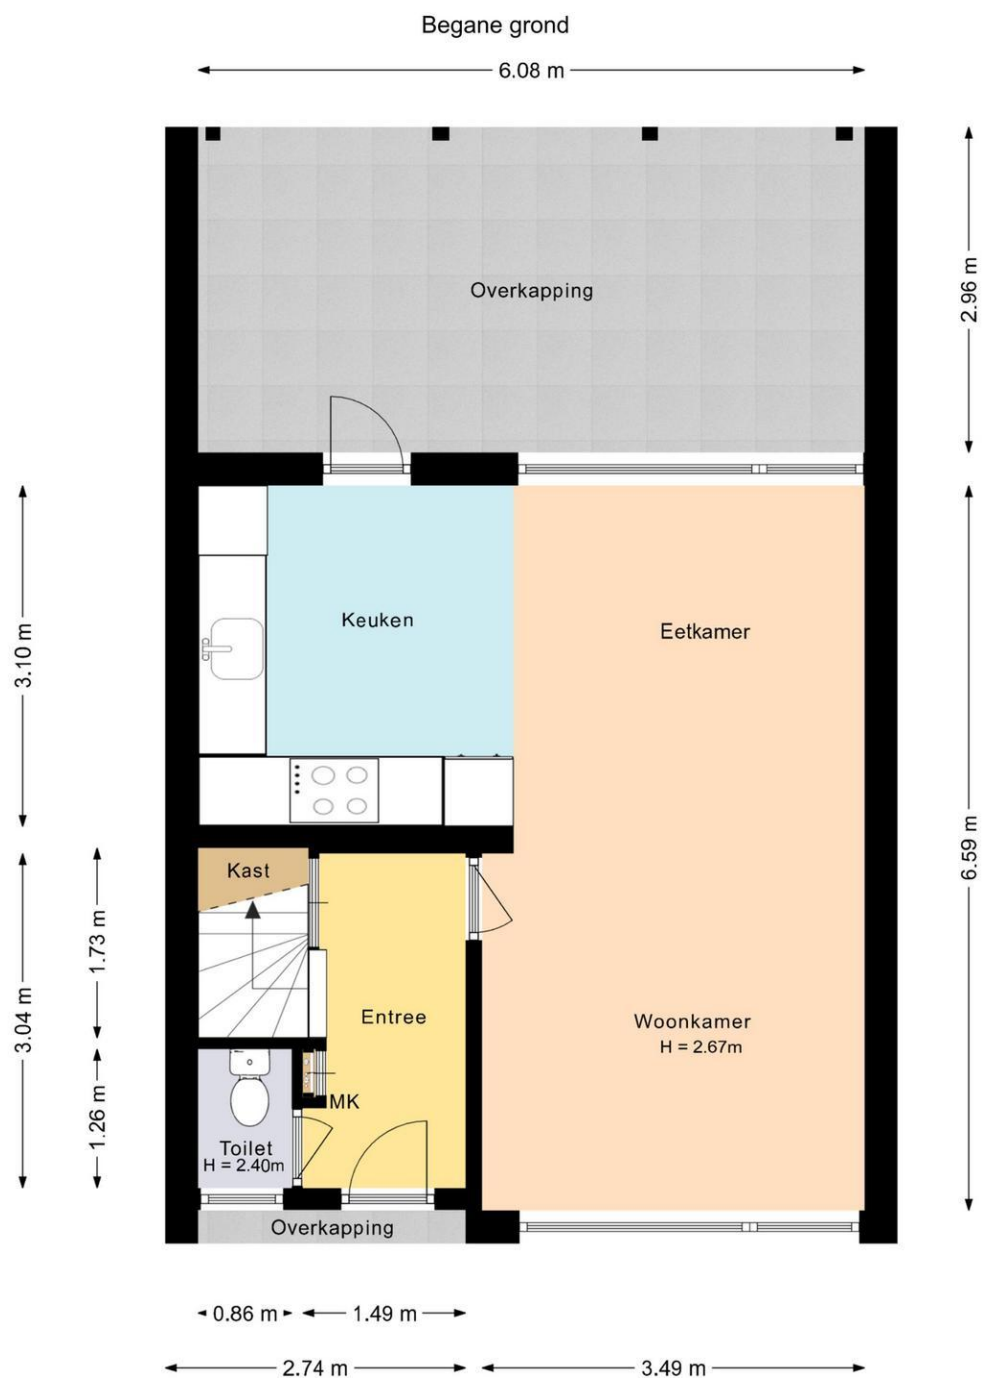 Begane grond
6.08 m
Overkapping
2.96 m
Keuken
Eetkamer
3.10 m
6.59 m
Kast
1.73 m
3.04 m
Entree
Woonkamer
H = 2.67m
1.26 m
MK
Toilet
H = 2.40m
Overkapping
0.86 m
1.49 m
2.74 m
3.49 m